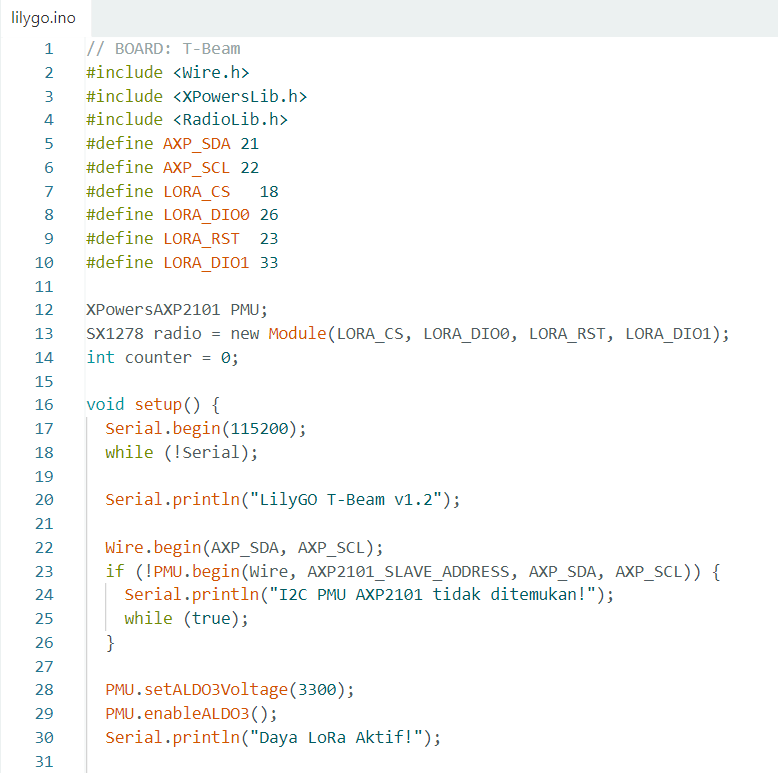 lilygo.ino
1 // BOARD: T-Beam
2 #include <Wire.h>
3 #include <XPowersLib.h>
4 #include <RadioLib.h>
5 #define AXP_SDA 21
6 #define AXP_SCL 22
7 #define LORA_CS   18
8 #define LORA_DIO0 26
9 #define LORA_RST  23
10 #define LORA_DIO1 33
11
12 XPowersAXP2101 PMU;
13 SX1278 radio = new Module(LORA_CS, LORA_DIO0, LORA_RST, LORA_DIO1);
14 int counter = 0;
15
16 void setup() {
17   Serial.begin(115200);
18   while (!Serial);
19
20   Serial.println("LilyGO T-Beam v1.2");
21
22   Wire.begin(AXP_SDA, AXP_SCL);
23   if (!PMU.begin(Wire, AXP2101_SLAVE_ADDRESS, AXP_SDA, AXP_SCL)) {
24     Serial.println("I2C PMU AXP2101 tidak ditemukan!");
25     while (true);
26   }
27
28   PMU.setALDO3Voltage(3300);
29   PMU.enableALDO3();
30   Serial.println("Daya LoRa Aktif!");
31